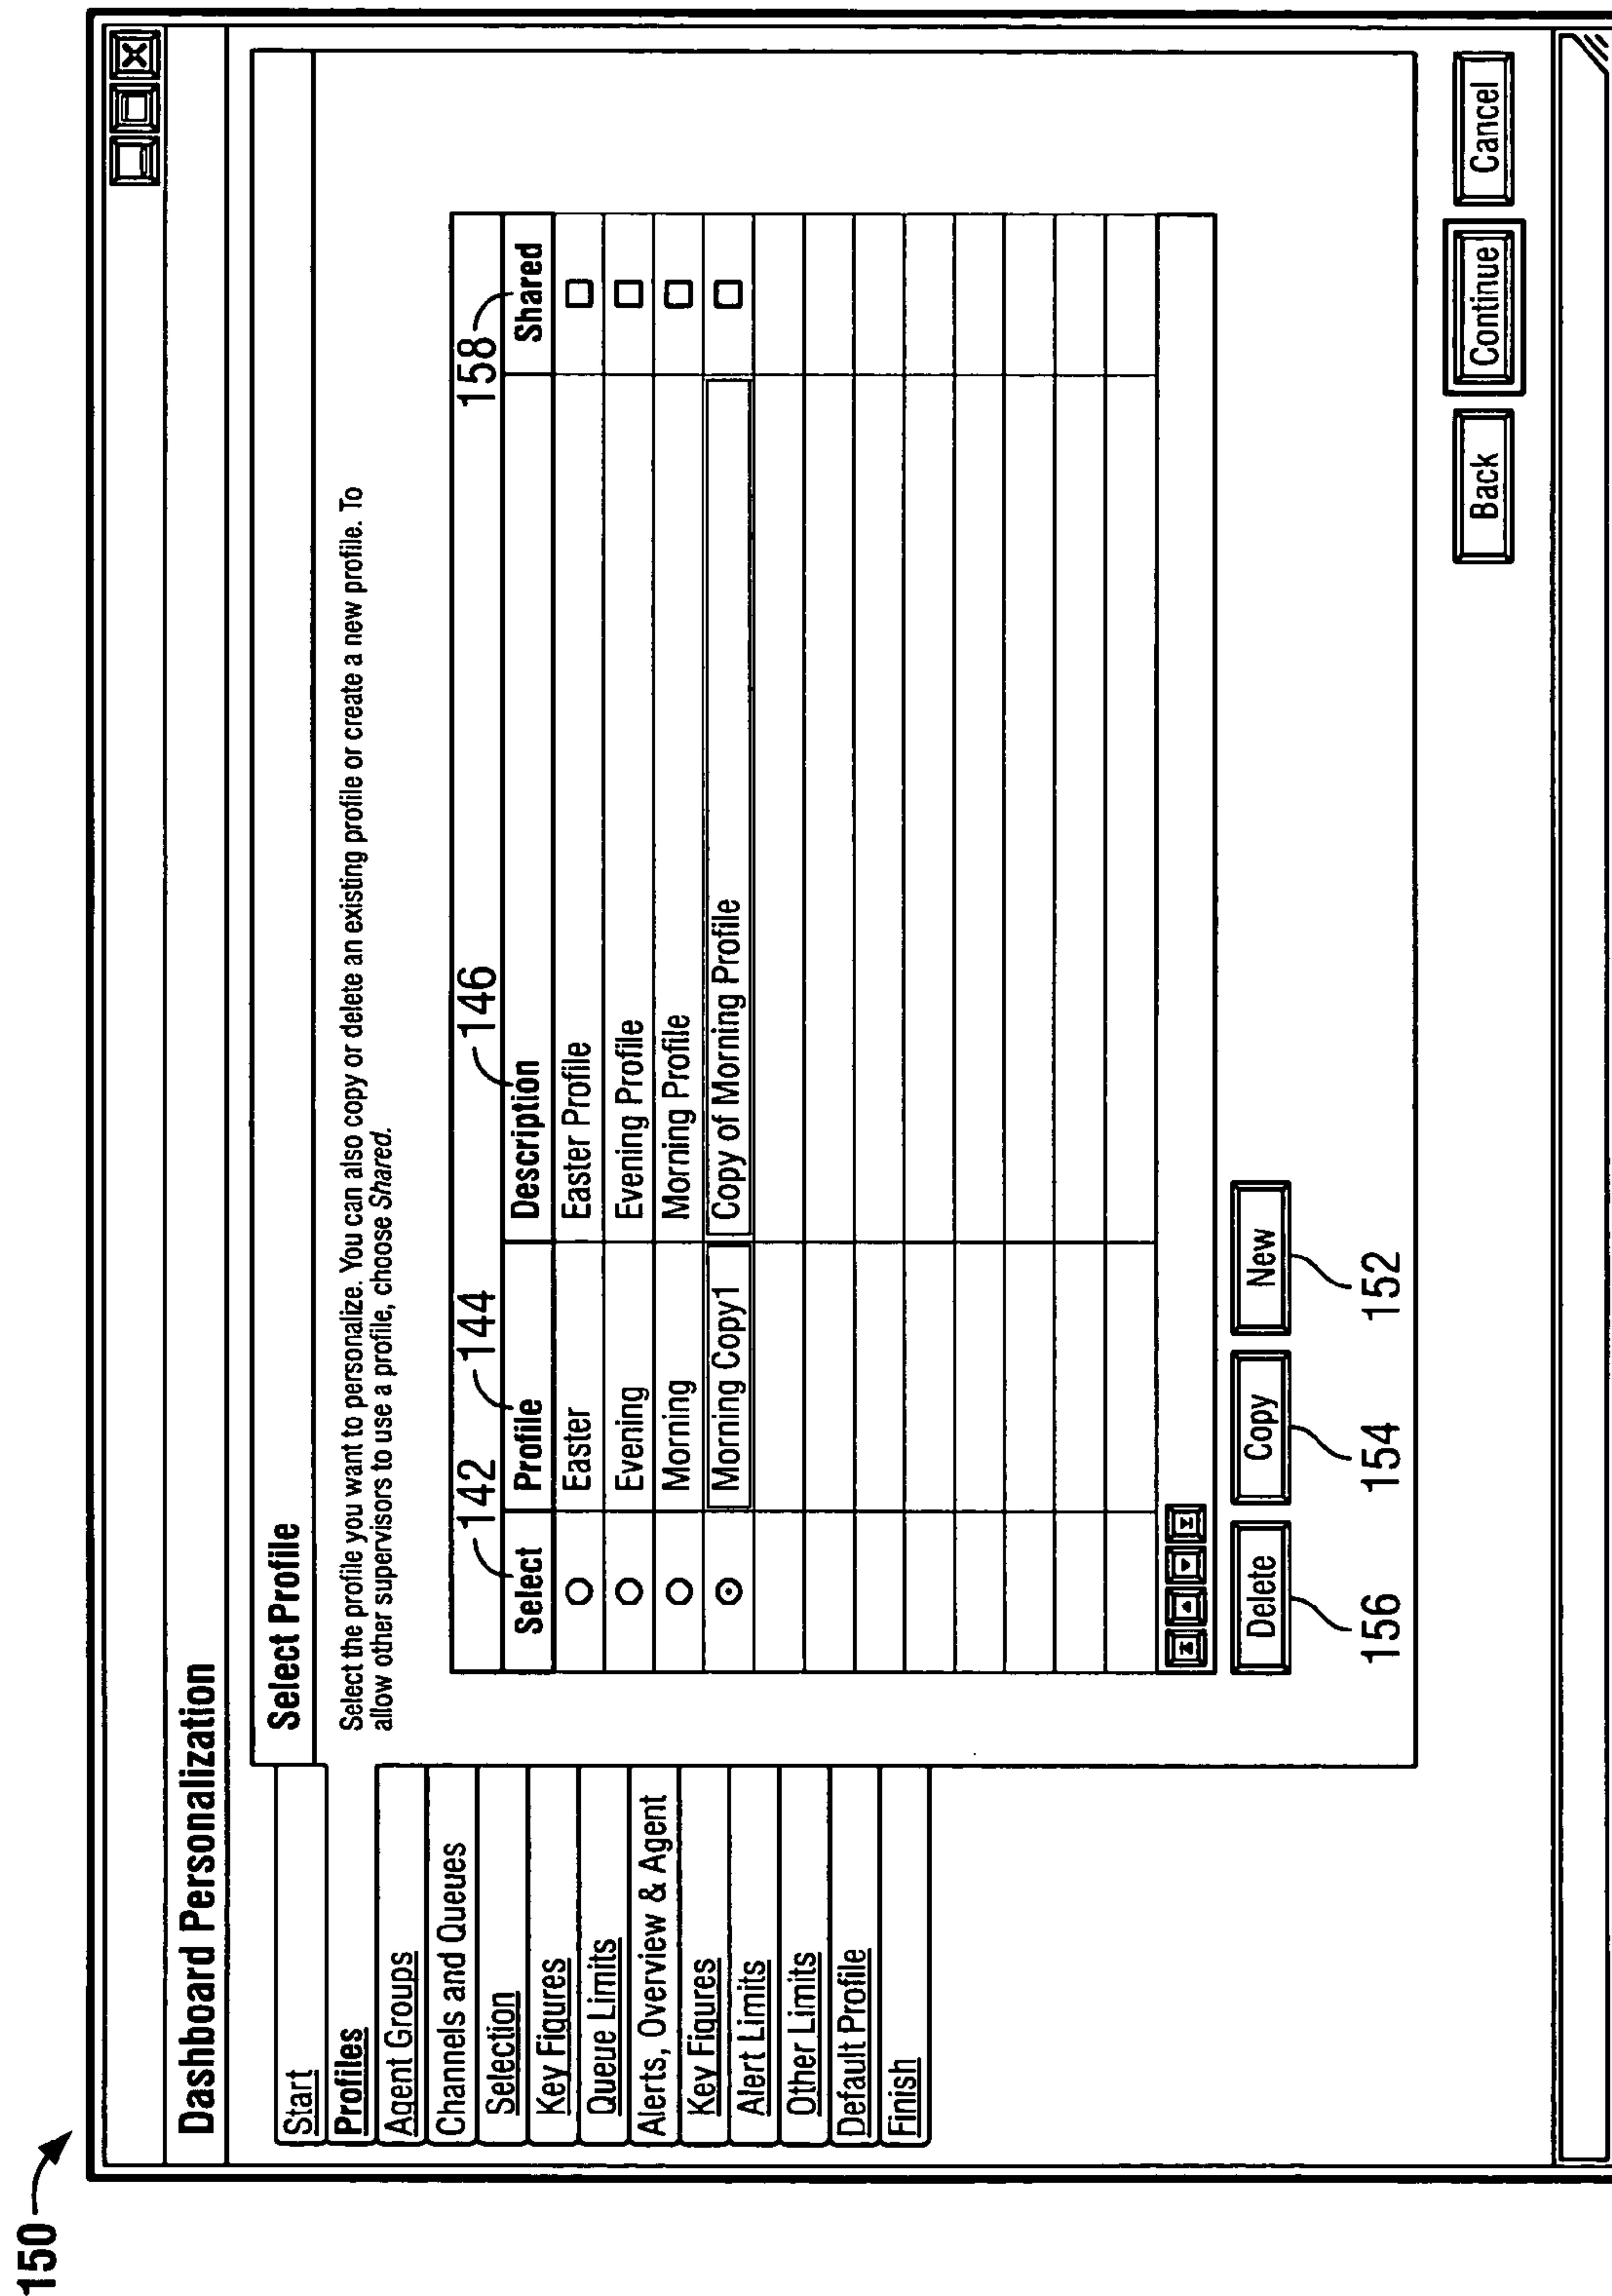 150
Dashboard Personalization
Start
Profiles
Agent Groups
Channels and Queues
Selection
Key Figures
Queue Limits
Alerts, Overview & Agent
Key Figures
Alert Limits
Other Limits
Default Profile
Finish
Select Profile
Select the profile you want to personalize. You can also copy or delete an existing profile or create a new profile. To
allow other supervisors to use a profile, choose Shared.
142 144 146 158
Select Profile Description Shared
Easter Easter Profile
Evening Evening Profile
Morning Morning Profile
Morning Copy1 Copy of Morning Profile
Delete Copy New
156 154 152
Back Continue Cancel